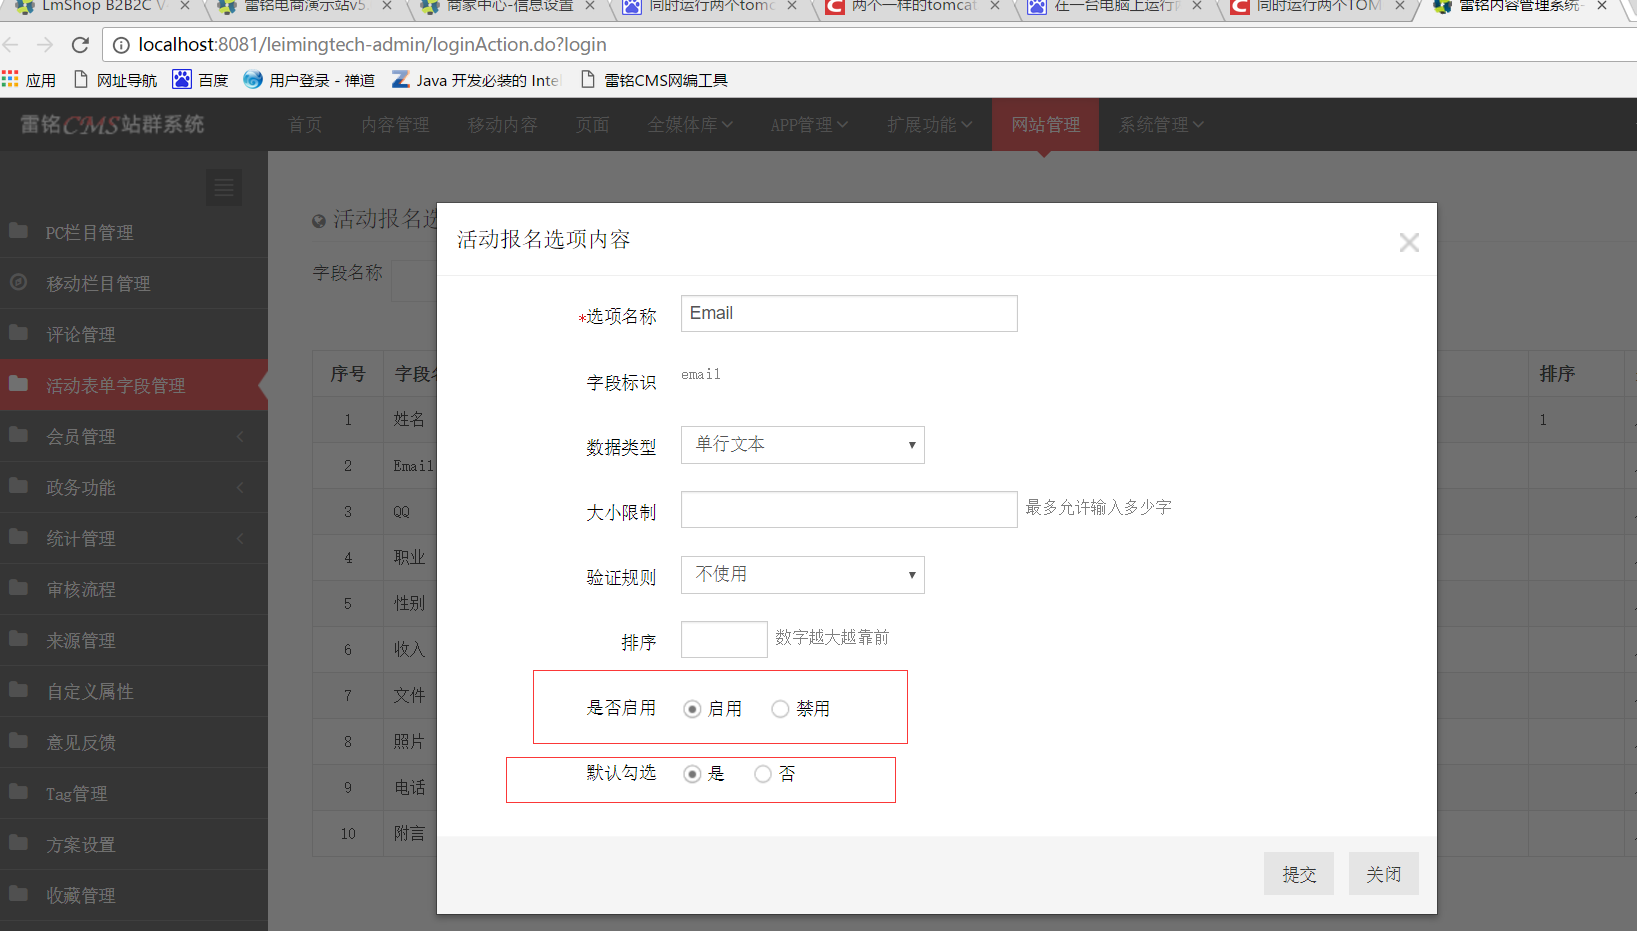 LmShop B2B2C V
雷铭电商演示站v5.
商家中心-信息设置
同时运行两个tomc
两个一样的tomcat
在一台电脑上运行
同时运行两个TOM
雷铭内容管理系统-
localhost:8081/leimingtech-admin/loginAction.do?login
应用 网址导航 百度 用户登录 - 禅道 Java 开发必装的 Inte 雷铭CMS网编工具
雷铭CMS站群系统 首页 内容管理 移动内容 页面 全媒体库 APP管理 扩展功能 网站管理 系统管理
PC栏目管理
移动栏目管理
评论管理
活动表单字段管理
会员管理
政务功能
统计管理
审核流程
来源管理
自定义属性
意见反馈
Tag管理
方案设置
收藏管理
活动报名选
字段名称
序号 字段名 排序
1 姓名 1
2 Email
3 QQ
4 职业
5 性别
6 收入
7 文件
8 照片
9 电话
10 附言
活动报名选项内容
*选项名称 Email
字段标识 email
数据类型 单行文本
大小限制 最多允许输入多少字
验证规则 不使用
排序 数字越大越靠前
是否启用 启用 禁用
默认勾选 是 否
提交 关闭